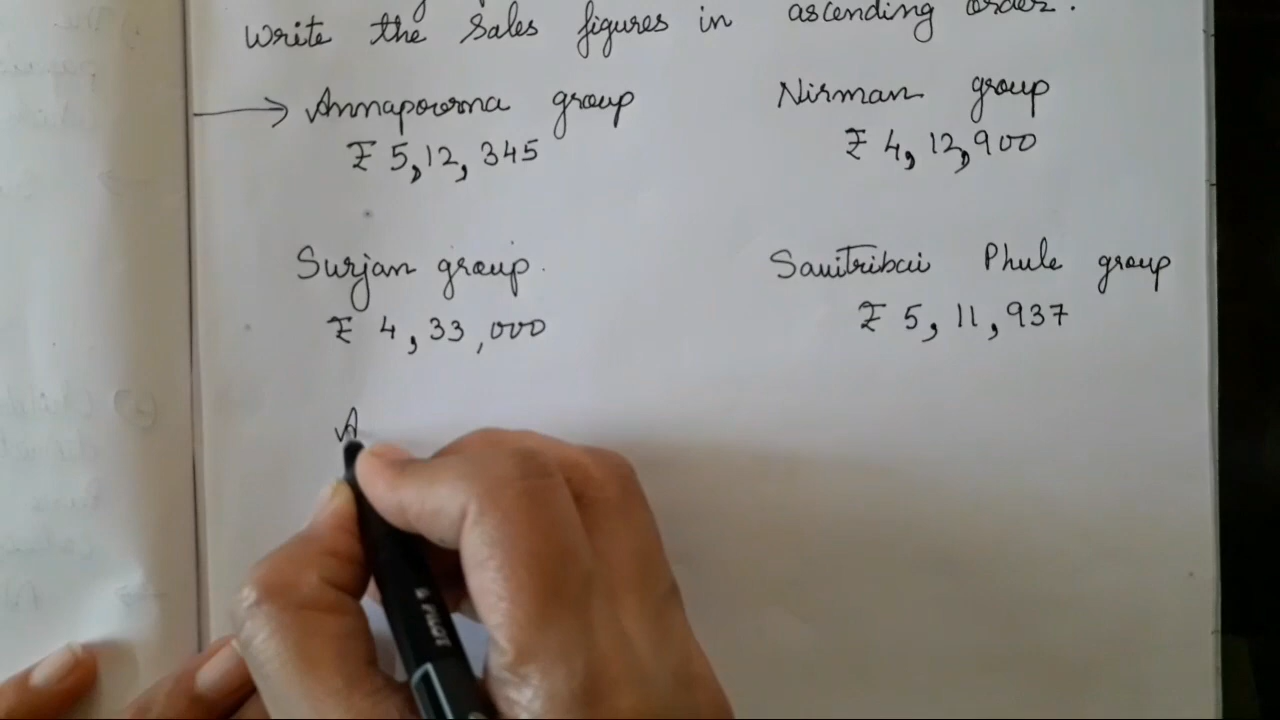 Write the sales figures in ascending order.
Annapoorna group
₹ 5,12,345
Nirman group
₹ 4,12,900
Surjan group.
₹ 4,33,000
Savitribai Phule group
₹ 5,11,937
A
PILOT